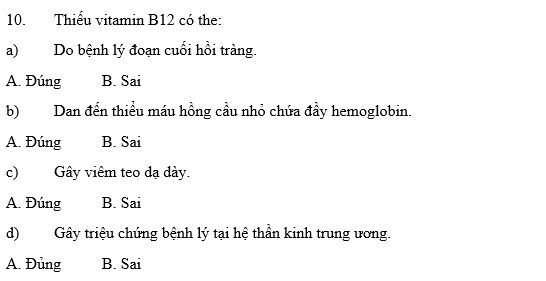 10. Thiếu vitamin B12 có the:
a) Do bệnh lý đoạn cuối hồi tràng.
A. Đúng B. Sai
b) Dan đến thiểu máu hồng cầu nhỏ chứa đầy hemoglobin.
A. Đúng B. Sai
c) Gây viêm teo dạ dày.
A. Đúng B. Sai
d) Gây triệu chứng bệnh lý tại hệ thần kinh trung ương.
A. Đủng B. Sai